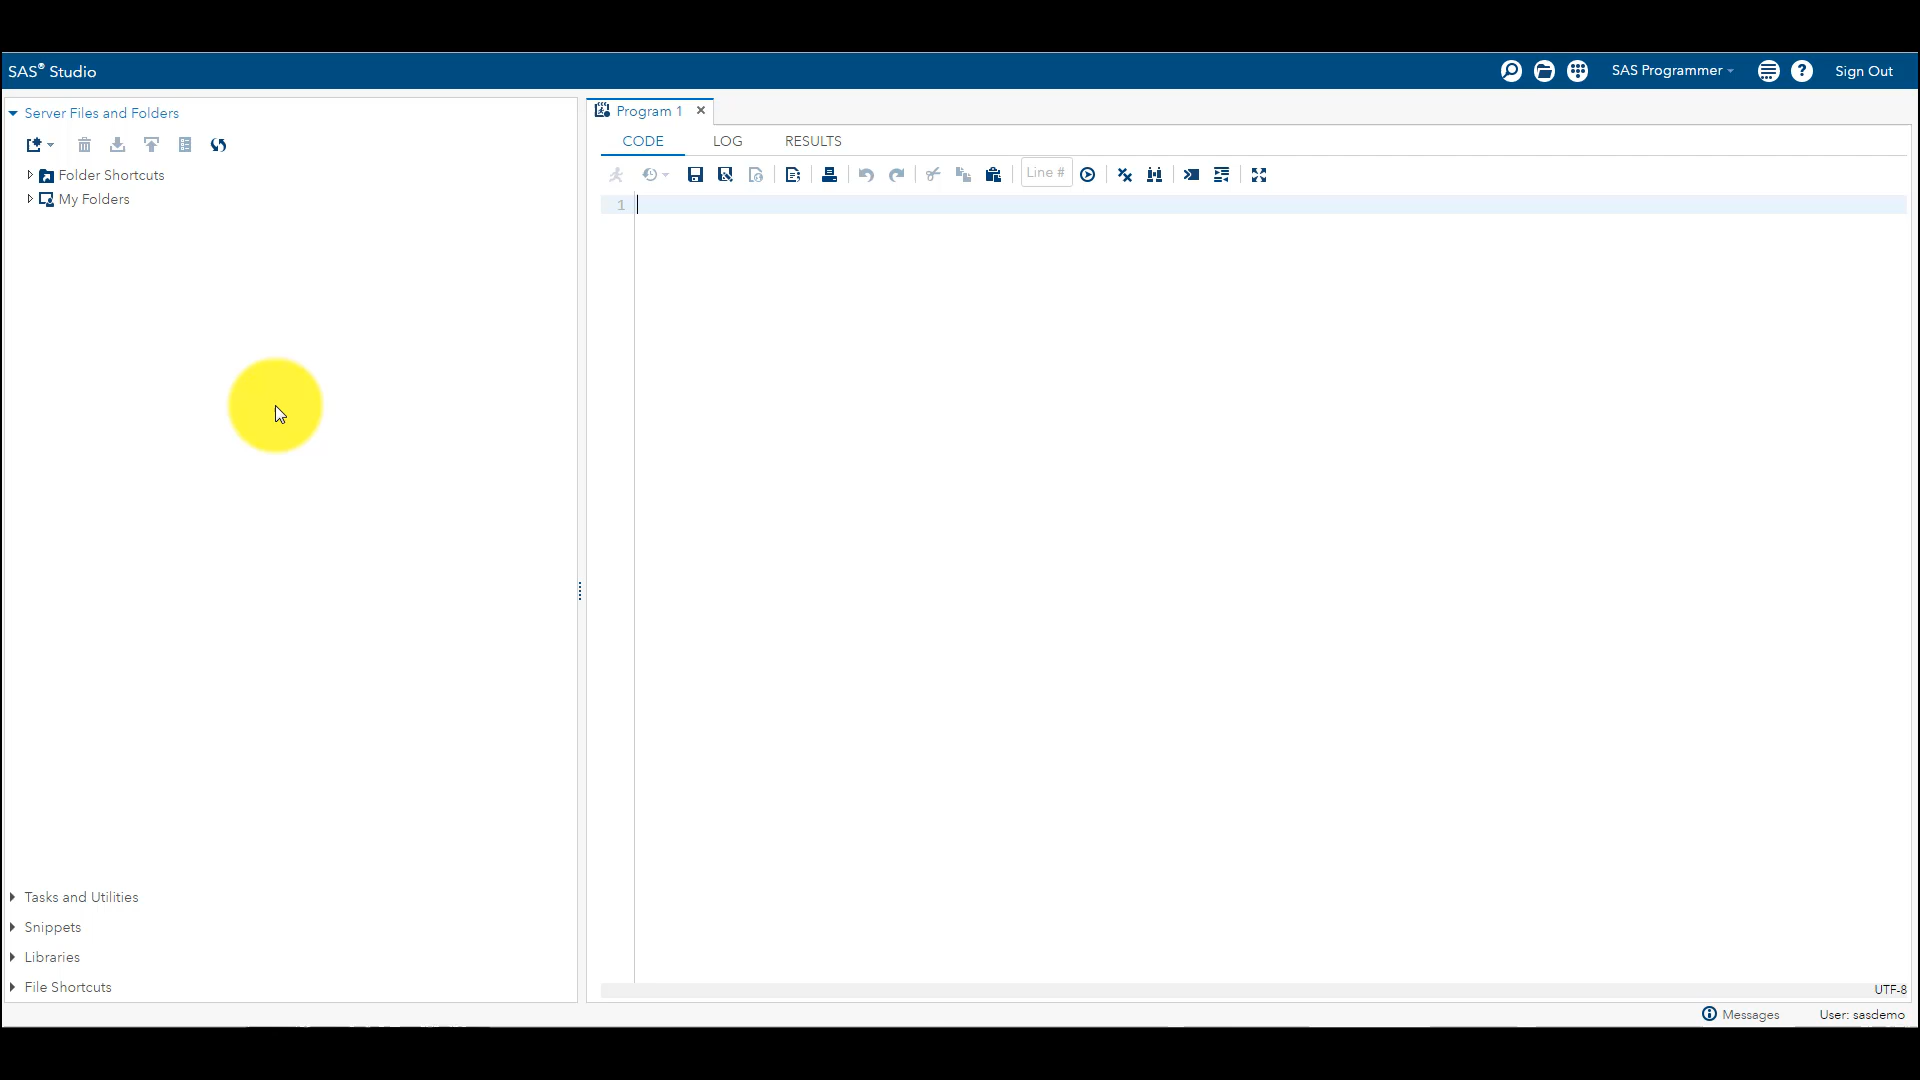 SAS® Studio
SAS Programmer
Sign Out
Server Files and Folders
Folder Shortcuts
My Folders
Tasks and Utilities
Snippets
Libraries
File Shortcuts
Program 1
CODE LOG RESULTS
Line #
1
UTF-8
Messages
User: sasdemo